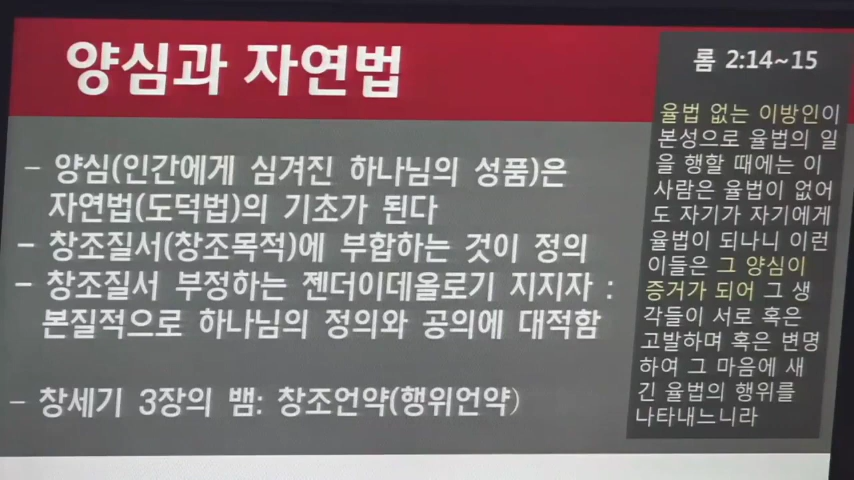 양심과 자연법
– 양심(인간에게 심겨진 하나님의 성품)은
자연법(도덕법)의 기초가 된다
– 창조질서(창조목적)에 부합하는 것이 정의
– 창조질서 부정하는 젠더이데올로기 지지자 :
본질적으로 하나님의 정의와 공의에 대적함
– 창세기 3장의 뱀: 창조언약(행위언약)
롬 2:14~15
율법 없는 이방인이
본성으로 율법의 일
을 행할 때에는 이
사람은 율법이 없어
도 자기가 자기에게
율법이 되나니 이런
이들은 그 양심이
증거가 되어 그 생
각들이 서로 혹은
고발하며 혹은 변명
하여 그 마음에 새
긴 율법의 행위를
나타내느니라